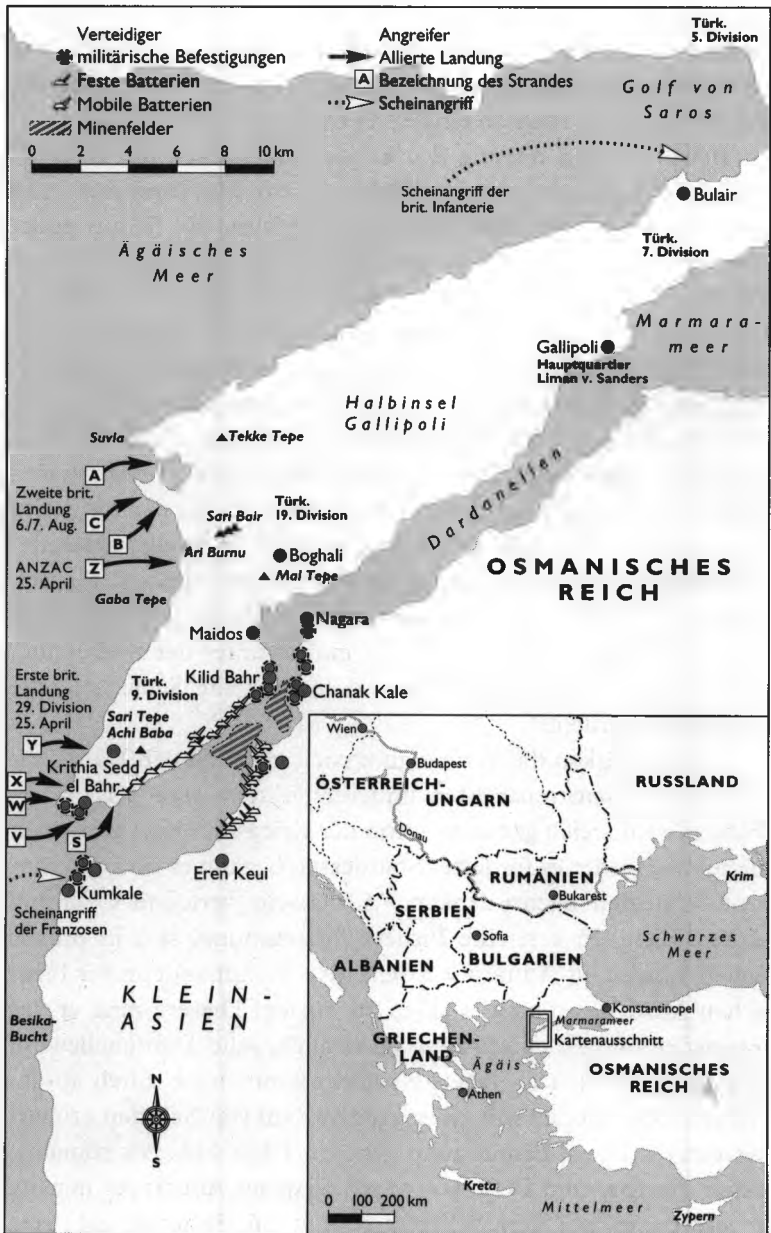 Verteidiger
militärische Befestigungen
Feste Batterien
Mobile Batterien
Minenfelder
0 2 4 6 8 10 km
Angreifer
Allierte Landung
A Bezeichnung des Strandes
Scheinangriff
Türk.
5. Division
Golf von
Saros
Scheinangriff der
brit. Infanterie
Bulair
Ägäisches
Meer
Türk.
7. Division
Marmara-
meer
Gallipoli
Hauptquartier
Liman v. Sanders
Halbinsel
Gallipoli
Suvla
Tekke Tepe
A
Zweite brit.
Landung
6./7. Aug.
C
B
Türk.
19. Division
Sari Bair
Dardanellen
ANZAC
25. April
Z
Ari Burnu
Boghali
Mal Tepe
OSMANISCHES
REICH
Gaba Tepe
Nagara
Maidos
Kilid Bahr
Chanak Kale
Erste brit.
Landung
29. Division
25. April
Türk.
9. Division
Sari Tepe
Achi Baba
Y
Krithia Sedd
el Bahr
X
W
V
S
Eren Keui
Kumkale
Scheinangriff
der Franzosen
KLEIN-
ASIEN
Besika-
Bucht
N
S
Wien
Budapest
RUSSLAND
ÖSTERREICH-
UNGARN
Donau
RUMÄNIEN
Bukarest
Krim
SERBIEN
Sofia
BULGARIEN
Schwarzes
Meer
ALBANIEN
Konstantinopel
Marmarameer
Kartenausschnitt
GRIECHEN-
LAND
Ägäis
OSMANISCHES
REICH
Athen
0 100 200 km
Kreta
Mittelmeer
Zypern